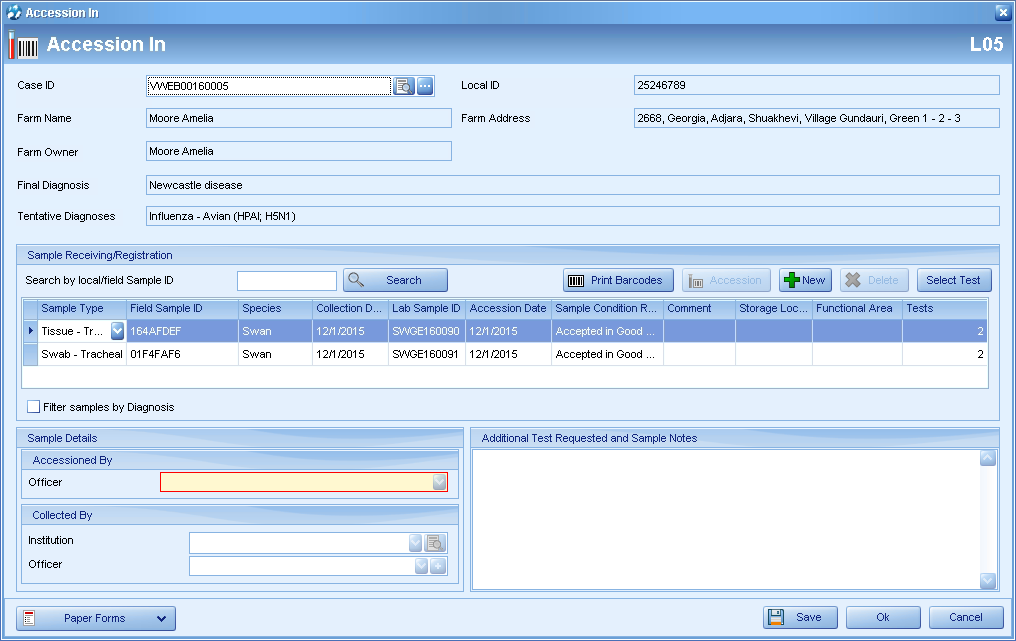 Accession In
Accession In L05
Case ID VWEB00160005 Local ID 25246789
Farm Name Moore Amelia Farm Address 2668, Georgia, Adjara, Shuakhevi, Village Gundauri, Green 1 - 2 - 3
Farm Owner Moore Amelia
Final Diagnosis Newcastle disease
Tentative Diagnoses Influenza - Avian (HPAI; H5N1)
Sample Receiving/Registration
Search by local/field Sample ID Search Print Barcodes Accession New Delete Select Test
Sample Type Field Sample ID Species Collection D... Lab Sample ID Accession Date Sample Condition R... Comment Storage Loc... Functional Area Tests
Tissue - Tr... 164AFDEF Swan 12/1/2015 SWGE160090 12/1/2015 Accepted in Good ... 2
Swab - Tracheal 01F4FAF6 Swan 12/1/2015 SWGE160091 12/1/2015 Accepted in Good ... 2
Filter samples by Diagnosis
Sample Details
Accessioned By
Officer
Collected By
Institution
Officer
Additional Test Requested and Sample Notes
Paper Forms Save Ok Cancel